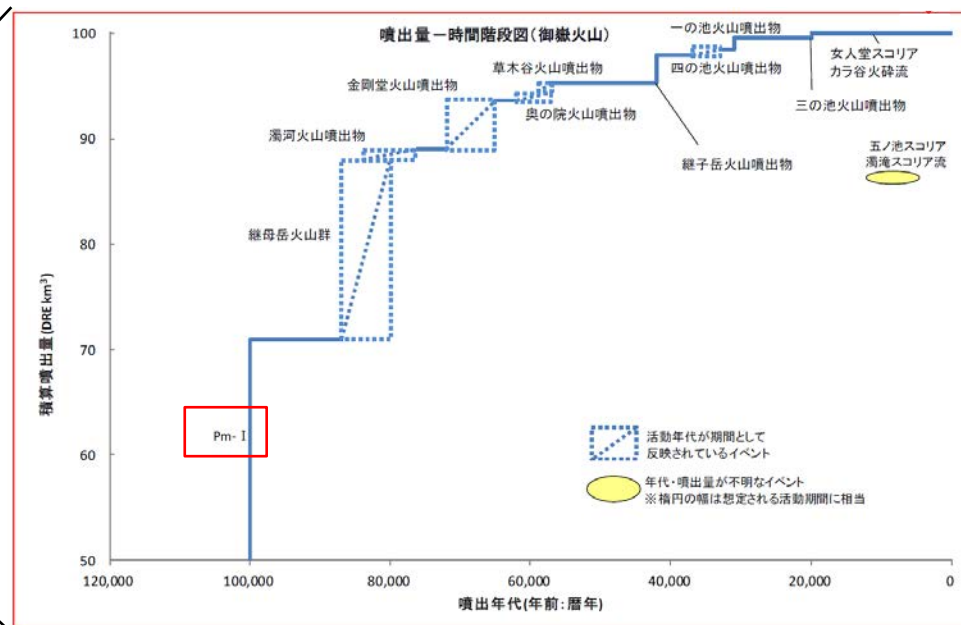 噴出量－時間階段図(御嶽火山)
一の池火山噴出物
女人堂スコリア
カラ谷火砕流
四の池火山噴出物
草木谷火山噴出物
金剛堂火山噴出物
奥の院火山噴出物
三の池火山噴出物
濁河火山噴出物
継子岳火山噴出物
五ノ池スコリア
濁滝スコリア流
継母岳火山群
Pm-Ⅰ
活動年代が期間として
反映されているイベント
年代・噴出量が不明なイベント
※楕円の幅は想定される活動期間に相当
積算噴出量(DRE km³)
100
90
80
70
60
50
120,000
100,000
80,000
60,000
40,000
20,000
0
噴出年代(年前:暦年)